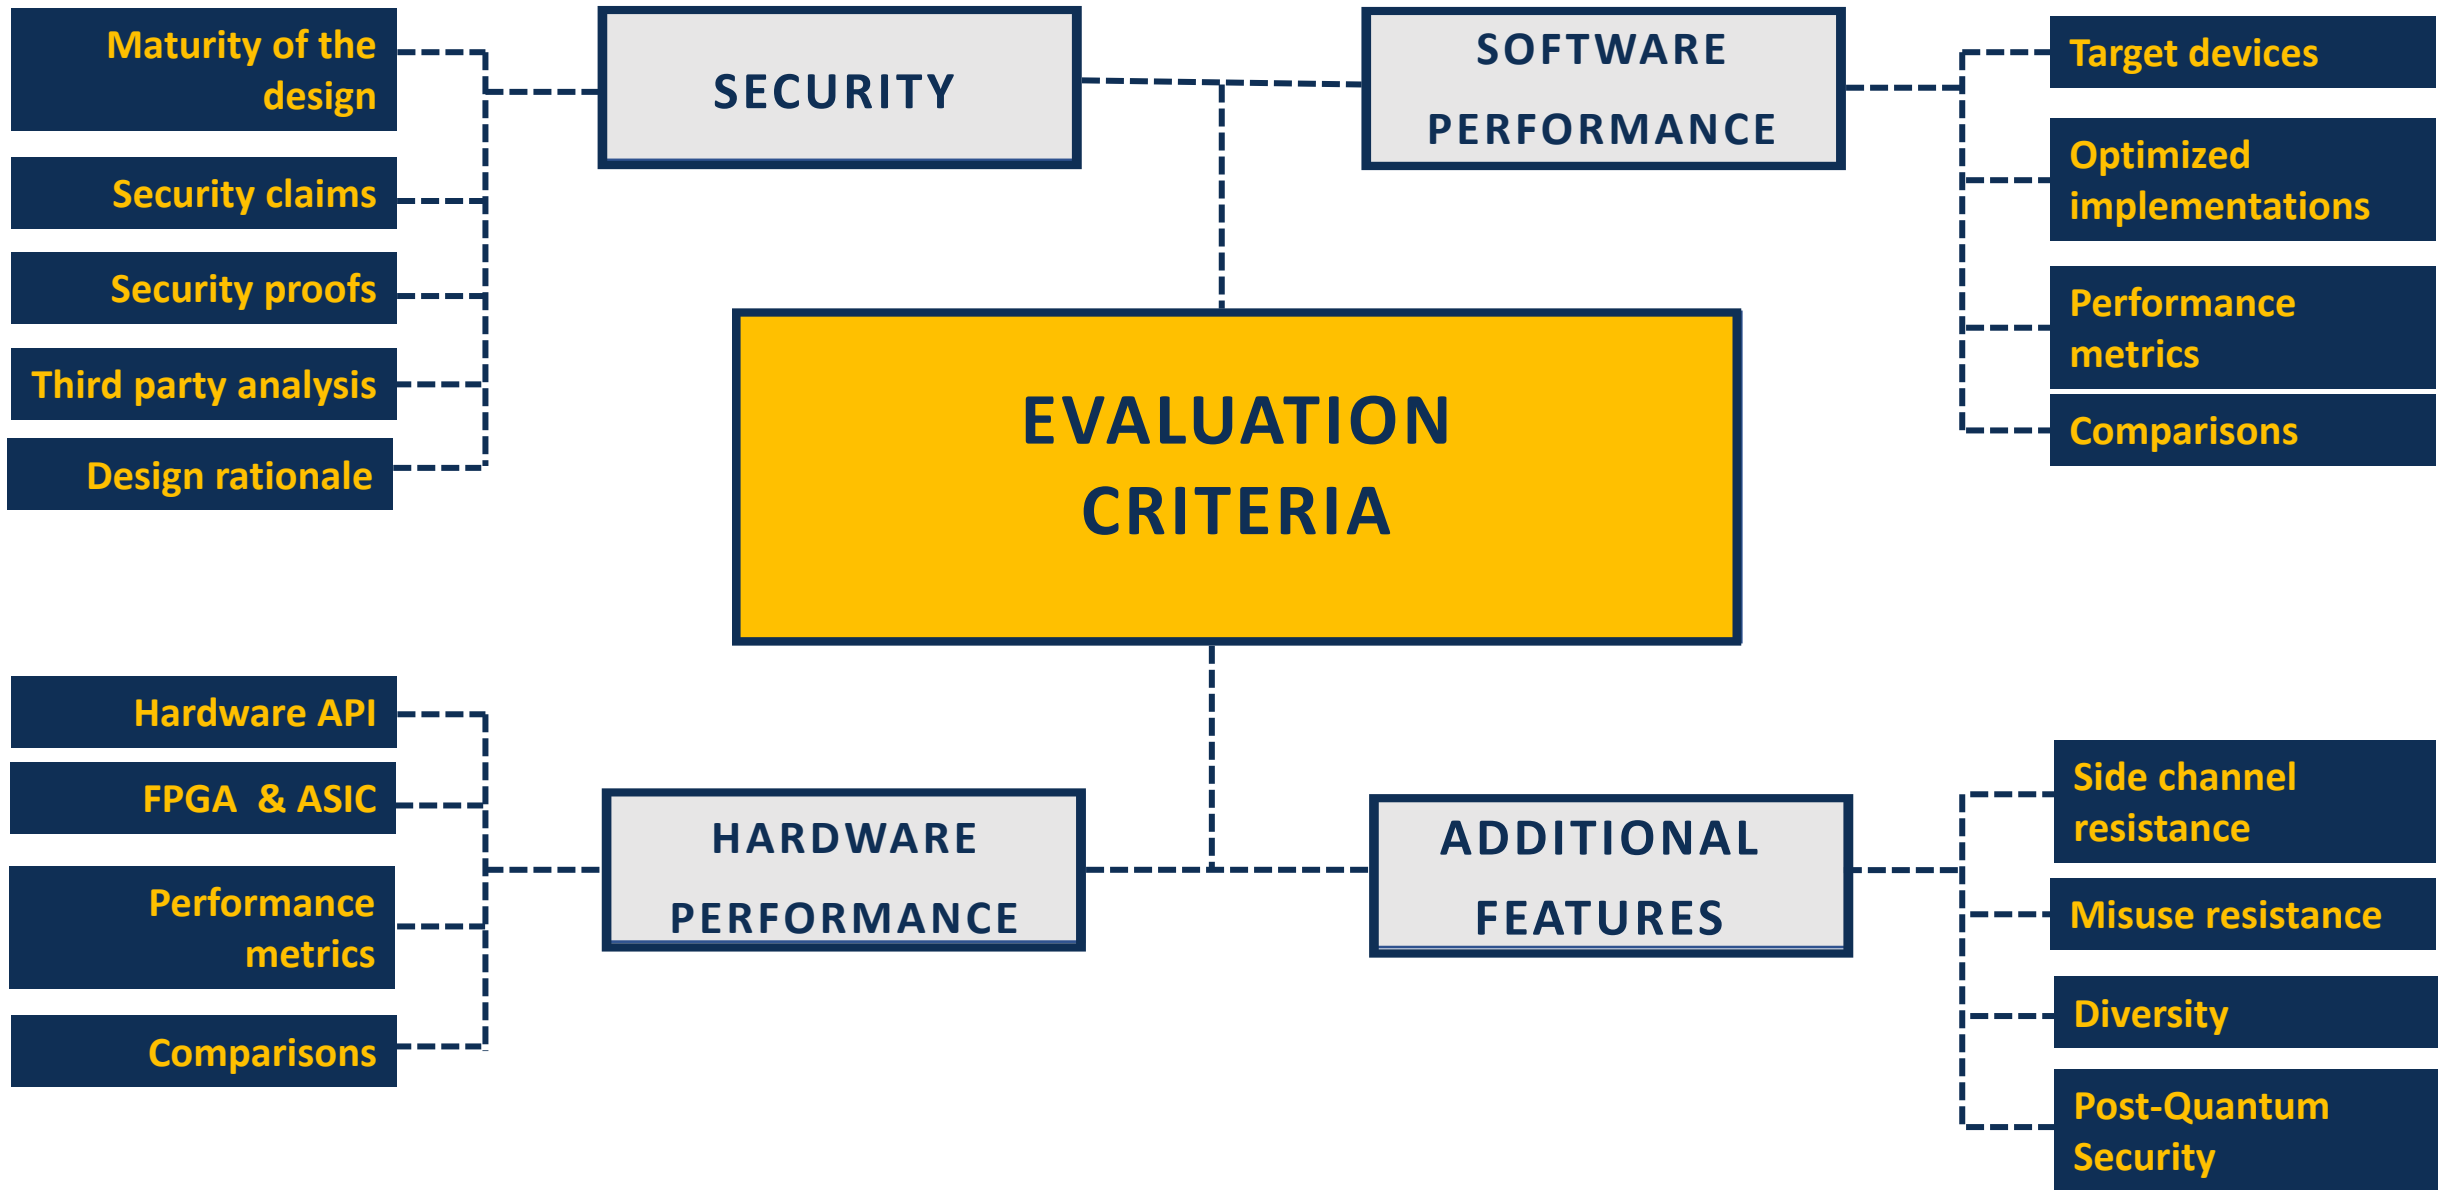 Maturity of the
design
Security claims
Security proofs
Third party analysis
Design rationale
SECURITY
SOFTWARE
PERFORMANCE
Target devices
Optimized
implementations
Performance
metrics
Comparisons
EVALUATION
CRITERIA
Hardware API
FPGA & ASIC
Performance
metrics
Comparisons
HARDWARE
PERFORMANCE
ADDITIONAL
FEATURES
Side channel
resistance
Misuse resistance
Diversity
Post-Quantum
Security